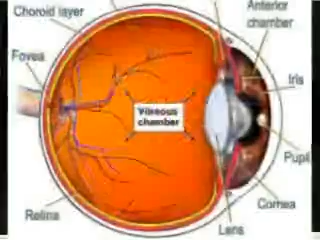 Choroid layer
Anterior
chamber
Fovea
Iris
Vitreous
chamber
Pupil
Retina
Cornea
Lens